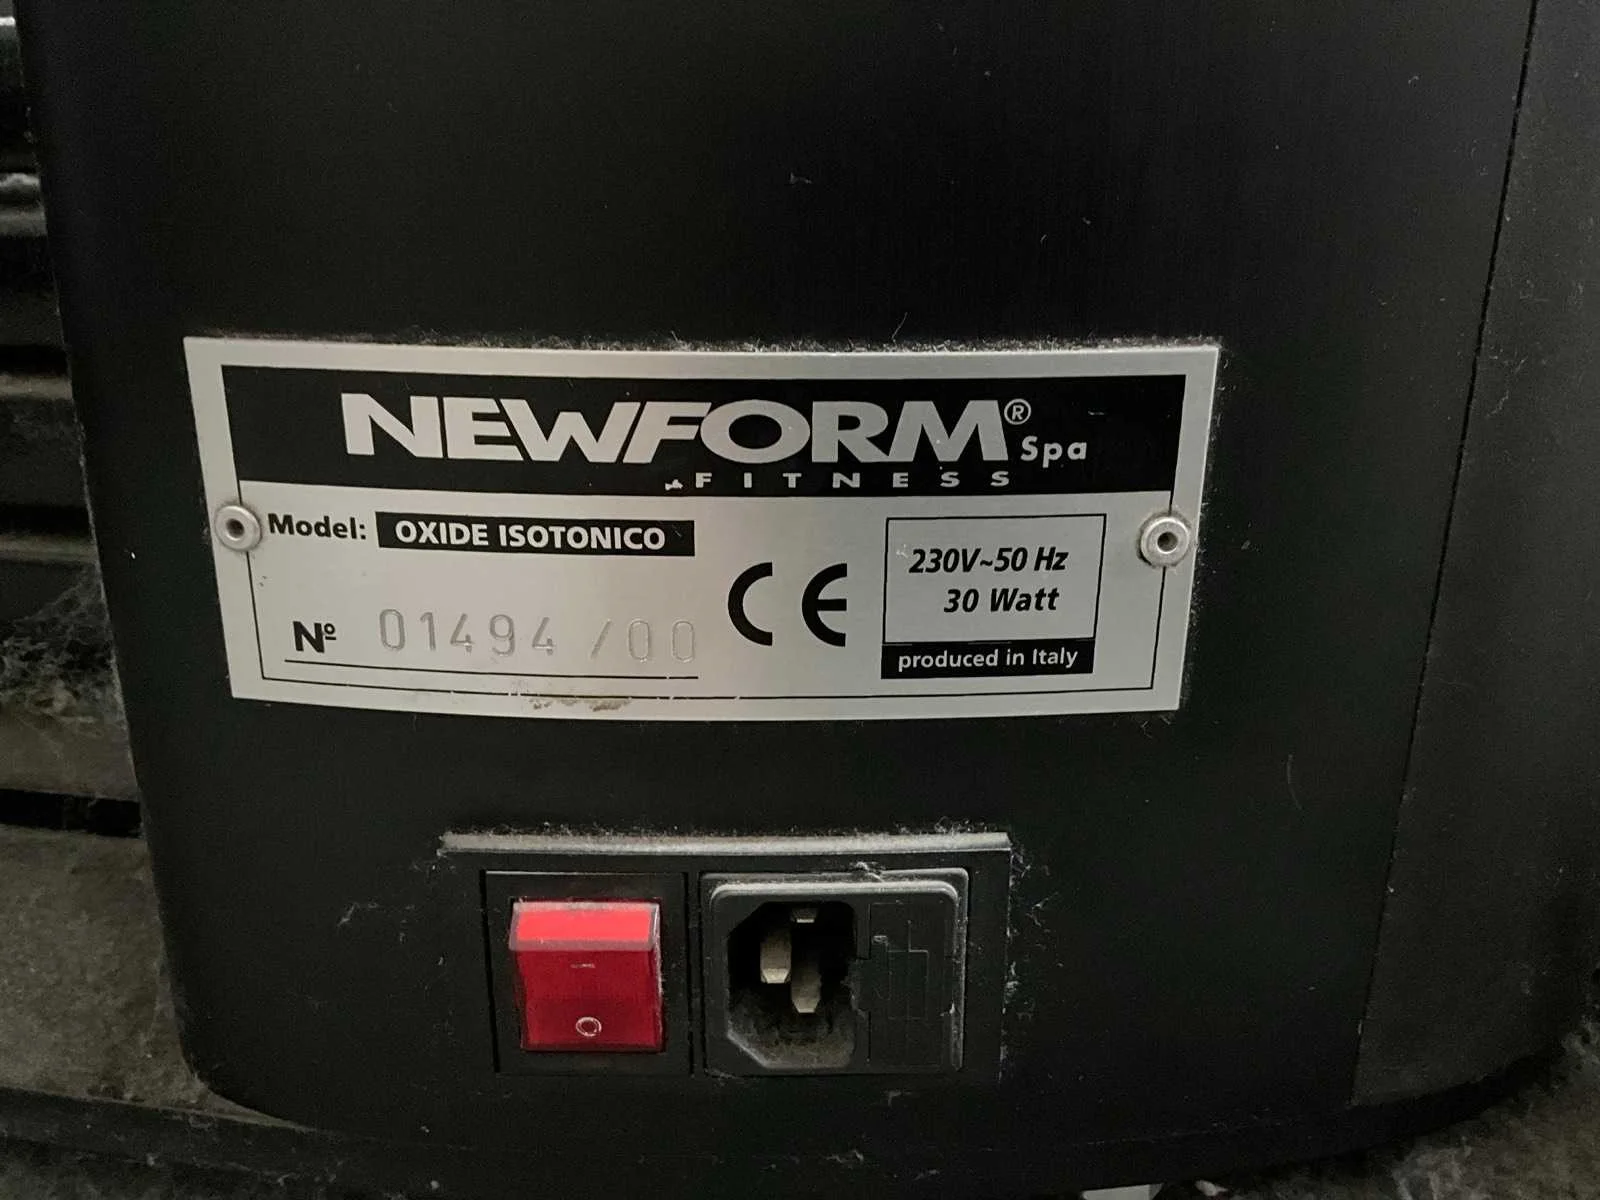 NEWFORM® Spa
FITNESS
Model: OXIDE ISOTONICO
Nº 01494/00
CE
230V~50 Hz
30 Watt
produced in Italy